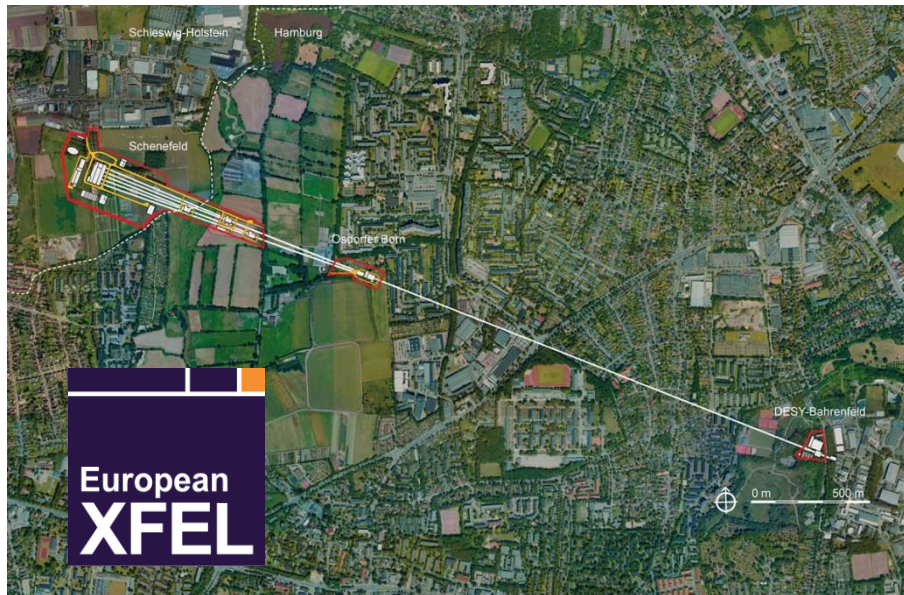 Schleswig-Holstein
Hamburg
Schenefeld
Osdorfer Born
DESY-Bahrenfeld
0 m 500 m
European
XFEL